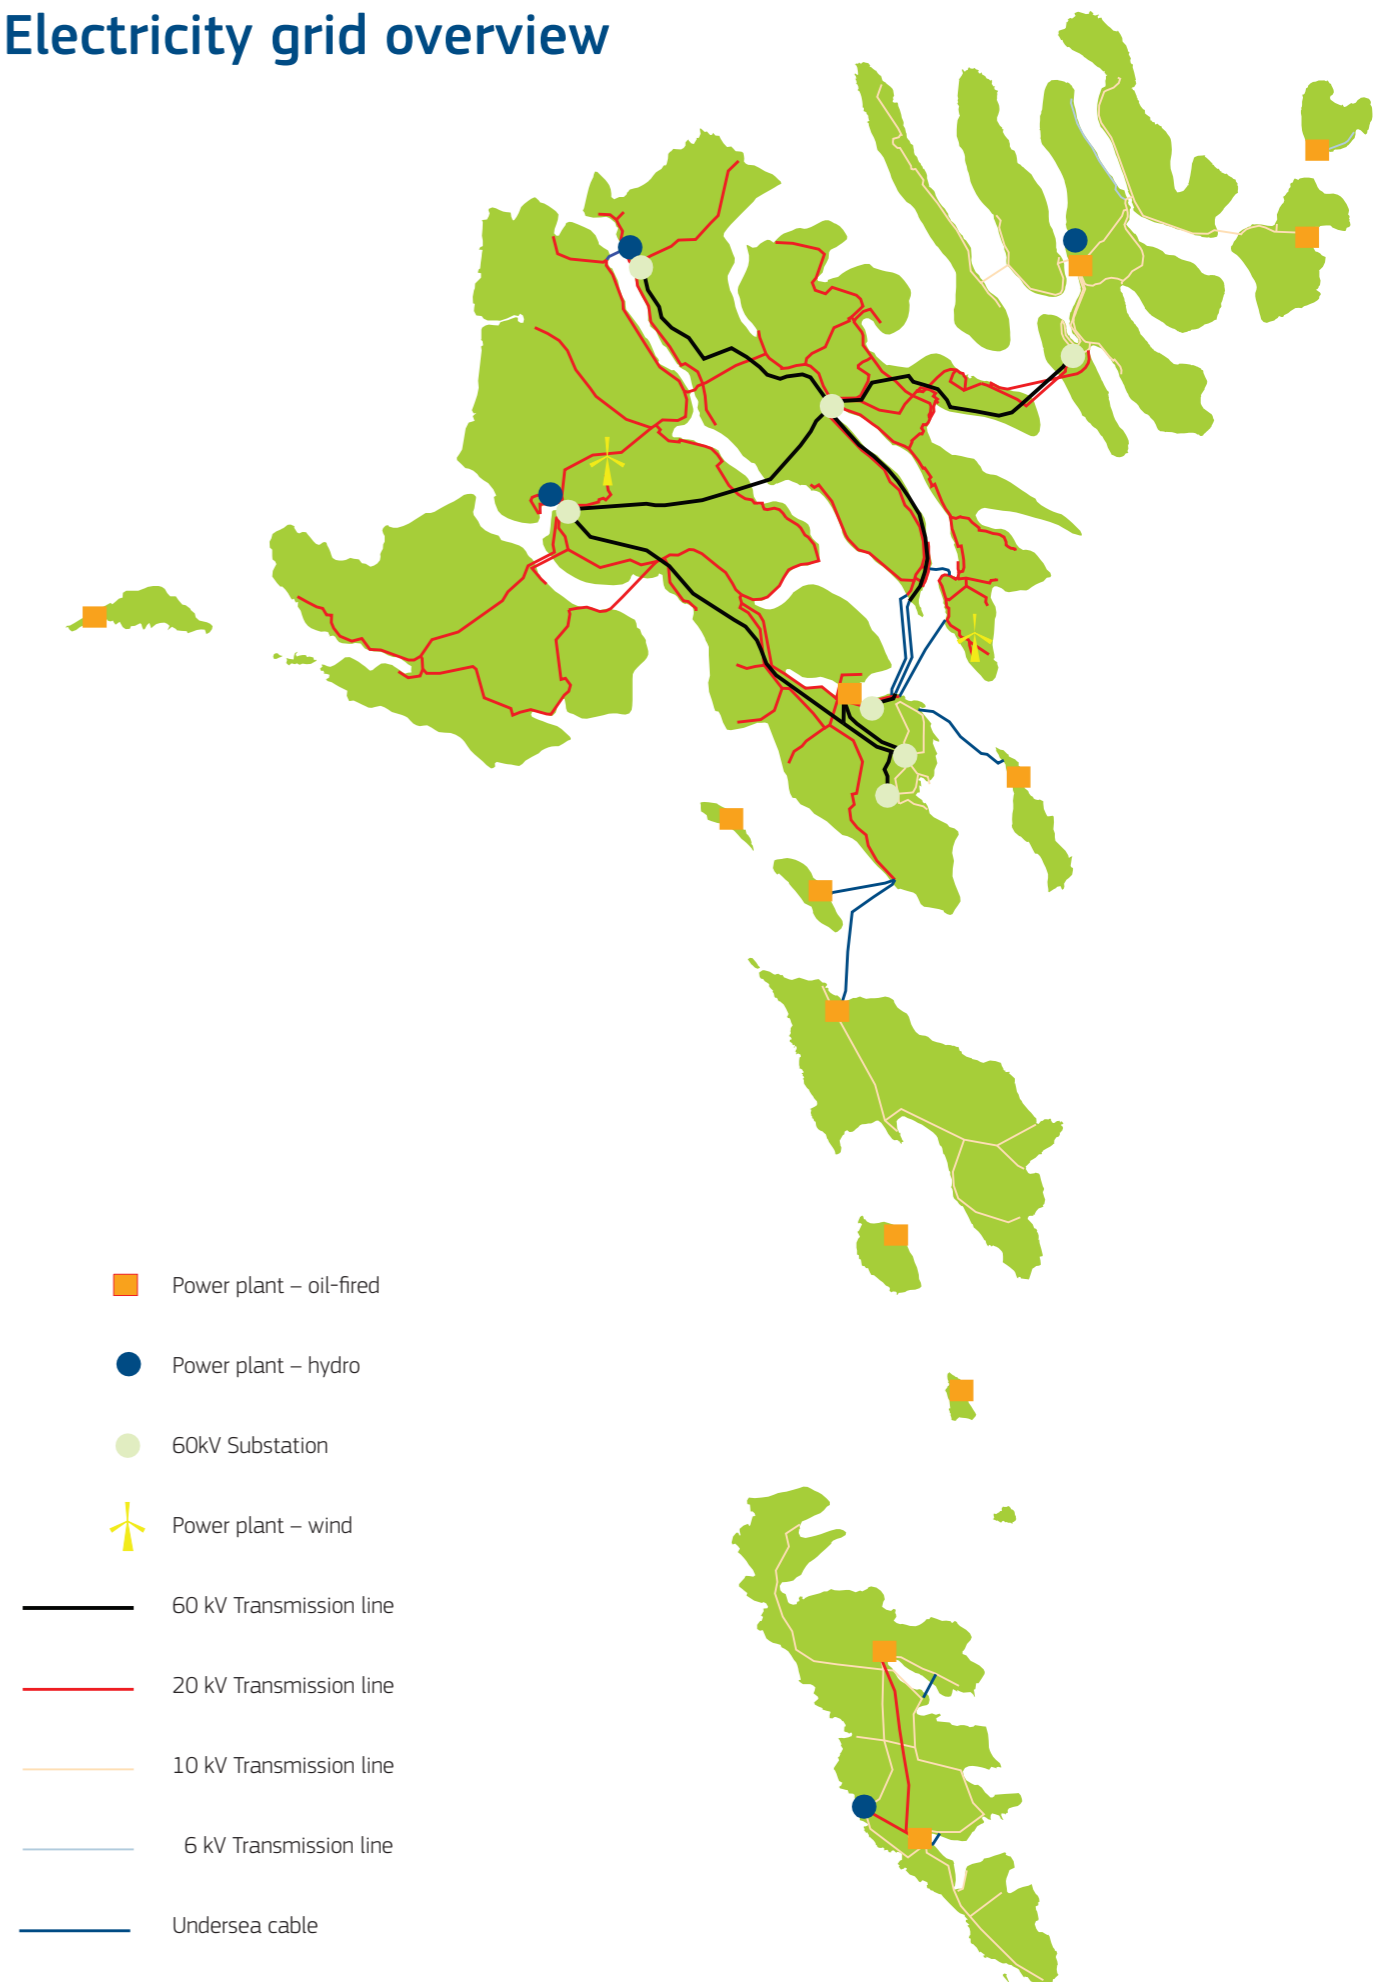 Electricity grid overview
Power plant – oil-fired
Power plant – hydro
60kV Substation
Power plant – wind
60 kV Transmission line
20 kV Transmission line
10 kV Transmission line
6 kV Transmission line
Undersea cable